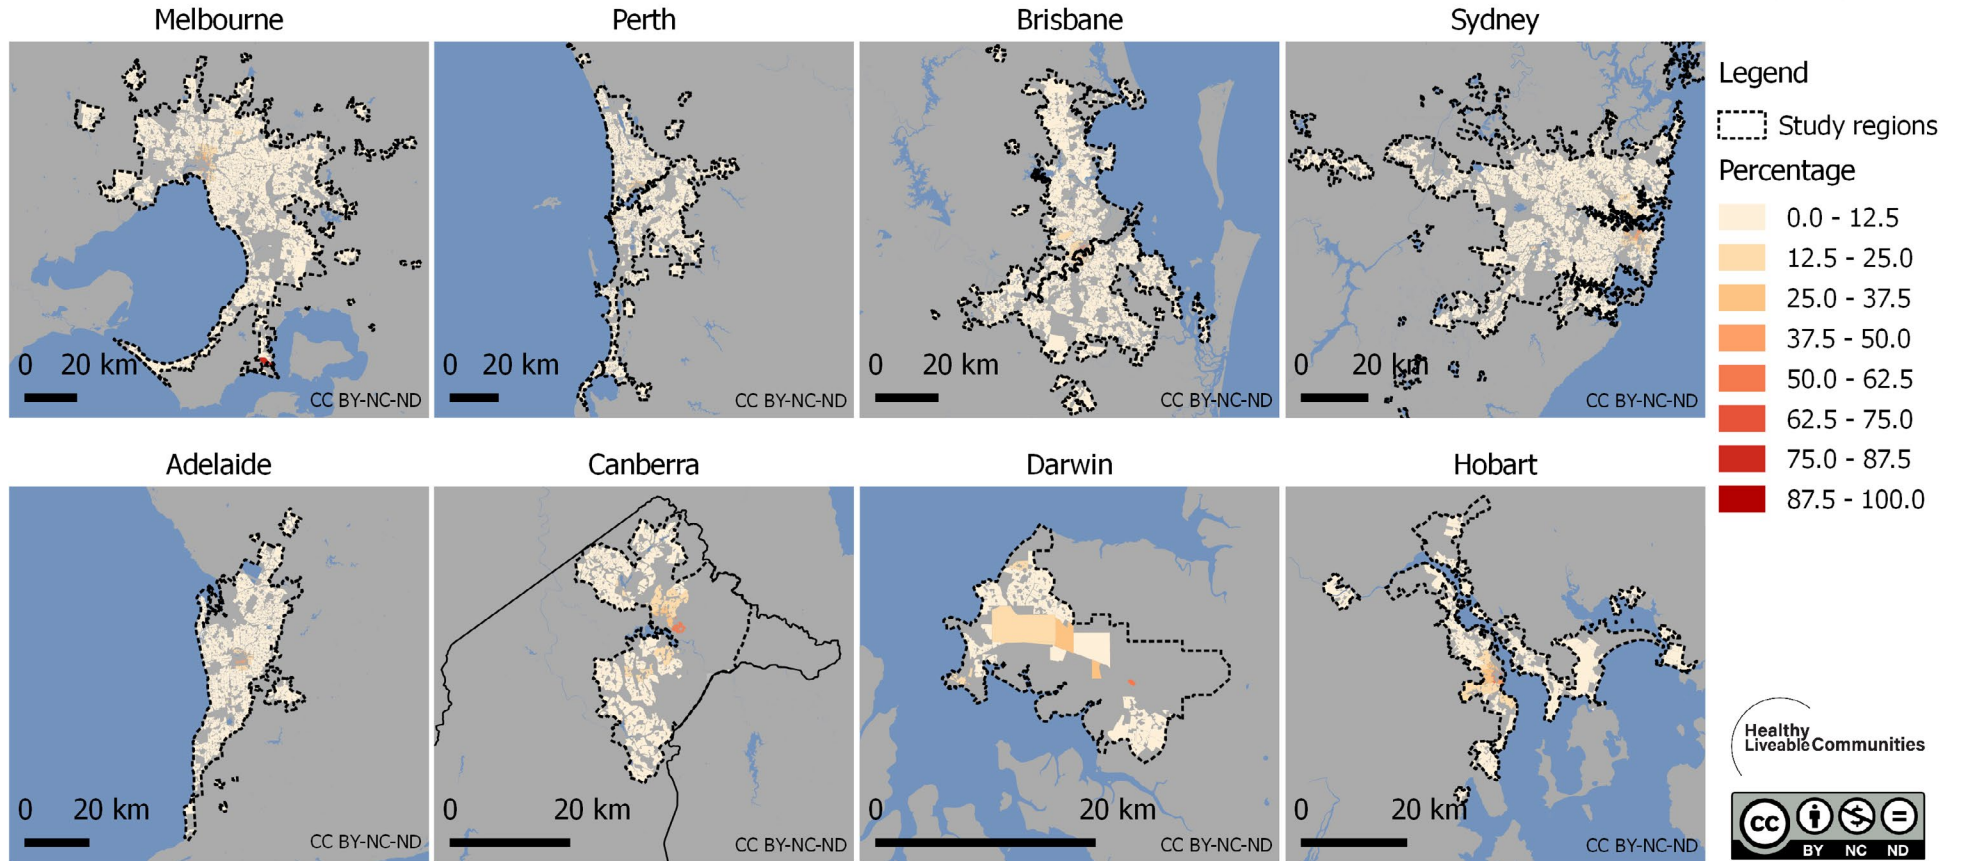 Melbourne
Perth
Brisbane
Sydney
0 20 km
CC BY-NC-ND
0 20 km
CC BY-NC-ND
0 20 km
CC BY-NC-ND
0 20 km
CC BY-NC-ND
Legend
Study regions
Percentage
0.0 - 12.5
12.5 - 25.0
25.0 - 37.5
37.5 - 50.0
50.0 - 62.5
62.5 - 75.0
75.0 - 87.5
87.5 - 100.0
Adelaide
Canberra
Darwin
Hobart
0 20 km
CC BY-NC-ND
0 20 km
CC BY-NC-ND
0 20 km
CC BY-NC-ND
0 20 km
CC BY-NC-ND
Healthy
Liveable Communities
cc
BY NC ND